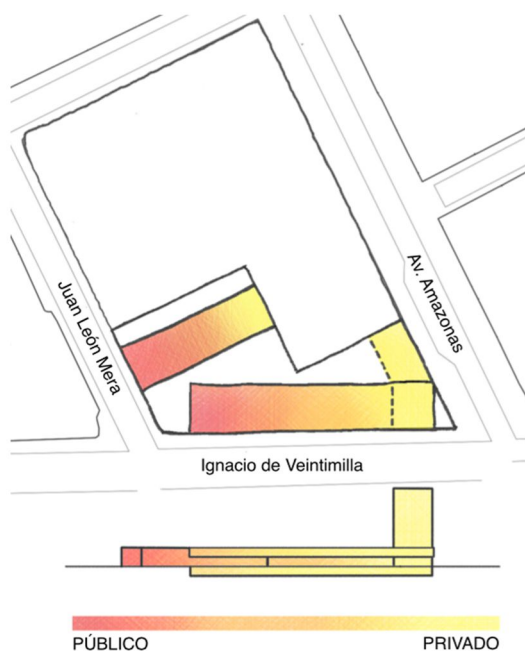 Juan León Mera
Av. Amazonas
Ignacio de Veintimilla
PÚBLICO
PRIVADO